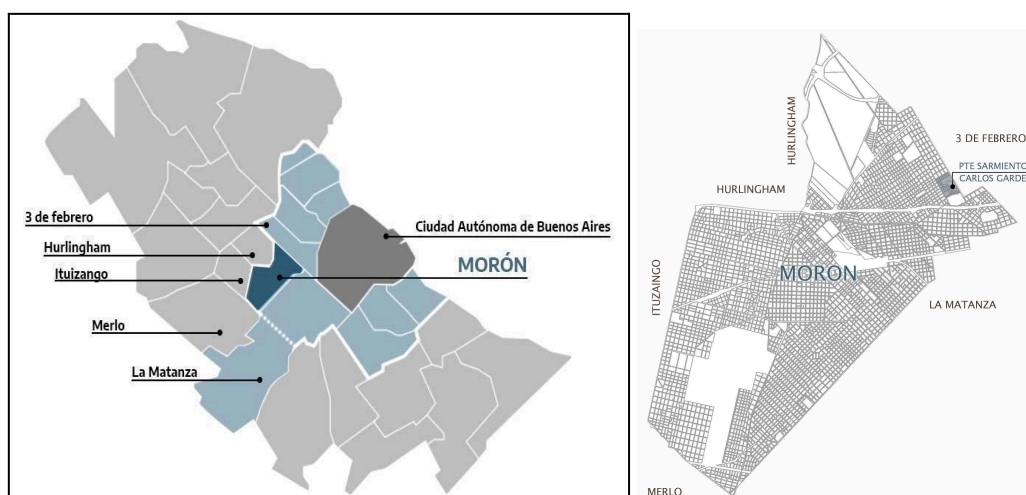 3 de febrero
Hurlingham
Ituizango
Merlo
La Matanza
Ciudad Autónoma de Buenos Aires
MORÓN
HURLINGHAM
3 DE FEBRERO
PTE SARMIENTO
CARLOS GARDE
HURLINGHAM
MORON
ITUZAINGO
LA MATANZA
MERLO